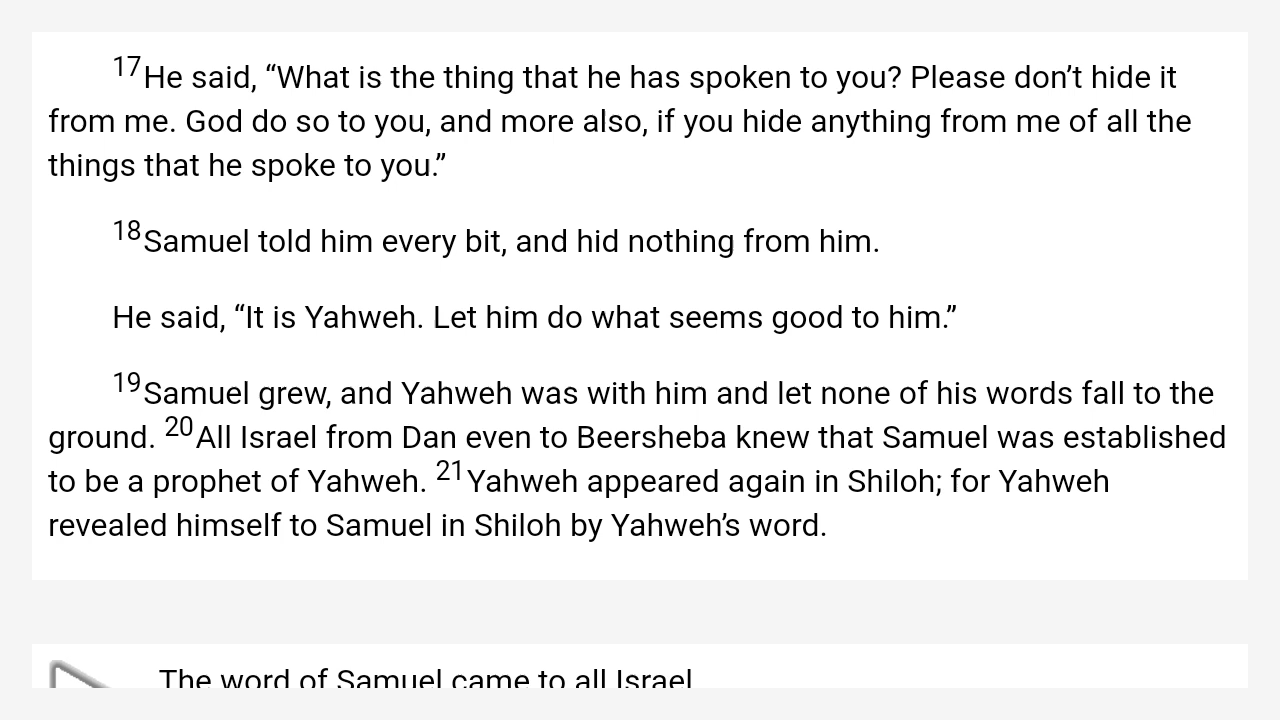 17He said, “What is the thing that he has spoken to you? Please don’t hide it
from me. God do so to you, and more also, if you hide anything from me of all the
things that he spoke to you.”
18Samuel told him every bit, and hid nothing from him.
He said, “It is Yahweh. Let him do what seems good to him.”
19Samuel grew, and Yahweh was with him and let none of his words fall to the
ground. 20All Israel from Dan even to Beersheba knew that Samuel was established
to be a prophet of Yahweh. 21Yahweh appeared again in Shiloh; for Yahweh
revealed himself to Samuel in Shiloh by Yahweh’s word.
The word of Samuel came to all Israel